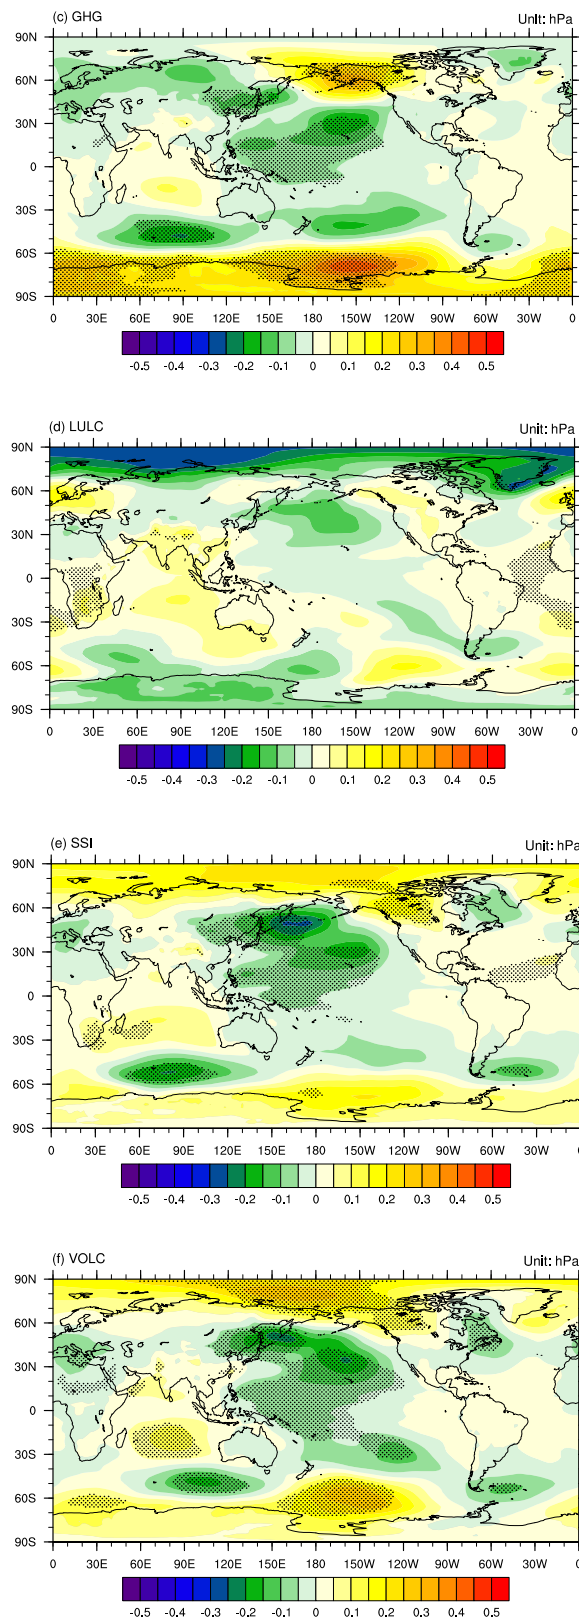 (c) GHG Unit: hPa
90N
60N
30N
0
30S
60S
90S
0 30E 60E 90E 120E 150E 180 150W 120W 90W 60W 30W 0
-0.5 -0.4 -0.3 -0.2 -0.1 0 0.1 0.2 0.3 0.4 0.5
(d) LULC Unit: hPa
90N
60N
30N
0
30S
60S
90S
0 30E 60E 90E 120E 150E 180 150W 120W 90W 60W 30W 0
-0.5 -0.4 -0.3 -0.2 -0.1 0 0.1 0.2 0.3 0.4 0.5
(e) SSI Unit: hPa
90N
60N
30N
0
30S
60S
90S
0 30E 60E 90E 120E 150E 180 150W 120W 90W 60W 30W 0
-0.5 -0.4 -0.3 -0.2 -0.1 0 0.1 0.2 0.3 0.4 0.5
(f) VOLC Unit: hPa
90N
60N
30N
0
30S
60S
90S
0 30E 60E 90E 120E 150E 180 150W 120W 90W 60W 30W 0
-0.5 -0.4 -0.3 -0.2 -0.1 0 0.1 0.2 0.3 0.4 0.5